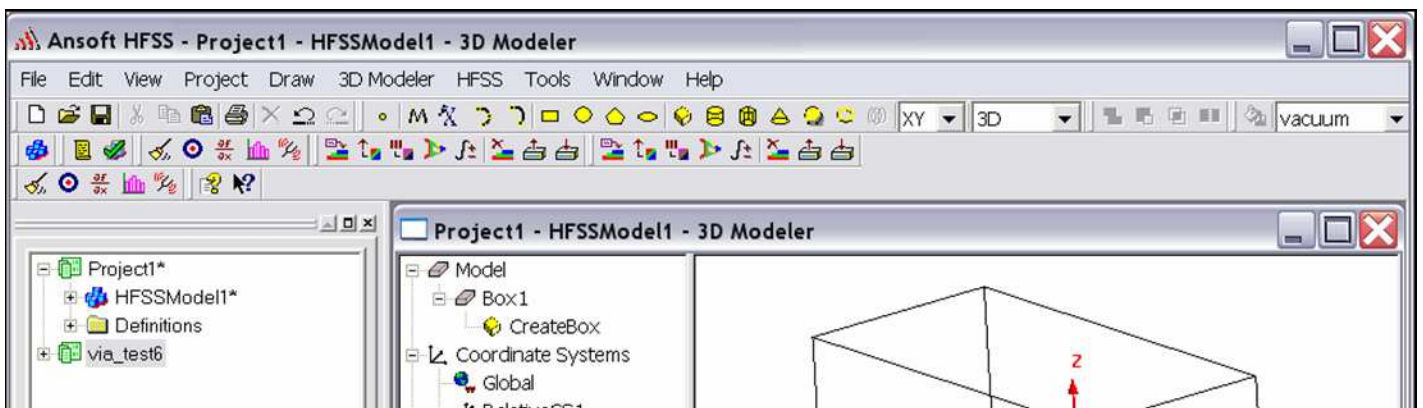 Ansoft HFSS - Project1 - HFSSModel1 - 3D Modeler
File Edit View Project Draw 3D Modeler HFSS Tools Window Help
XY 3D vacuum
Project1 - HFSSModel1 - 3D Modeler
Project1*
HFSSModel1*
Definitions
via_test6
Model
Box1
CreateBox
Coordinate Systems
Global
RelativeCS1
Z